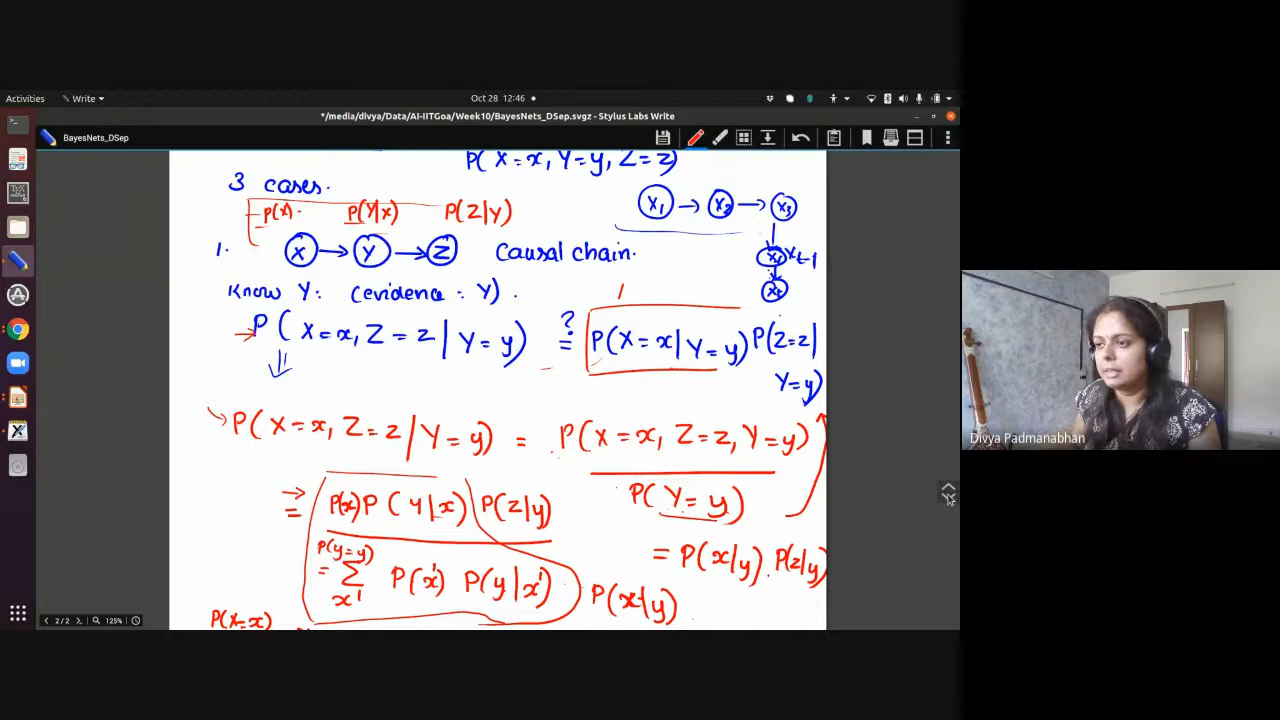 Activities
Write
Oct 28 12:46
*/media/divya/Data/AI-IITGoa/Week10/BayesNets_DSep.svgz - Stylus Labs Write
BayesNets_DSep
P(X=x, Y=y, Z=z)
3 cases.
P(X). P(Y|X) P(Z|Y)
X1 → X2 → X3
1. X → Y → Z Causal chain.
Xt-1
Xt
Know Y: (evidence : Y).
P(X=x, Z=z | Y=y) ?= P(X=x | Y=y) P(Z=z|
Y=y)
P(X=x, Z=z | Y=y) = P(X=x, Z=z, Y=y)
P(Y=y)
= P(x) P(y|x) P(z|y)
= P(x|y). P(z|y)
P(y=y)
= Σ P(x') P(y|x')
x'
P(x|y)
P(X=x)
2/2
125%
Divya Padmanabhan